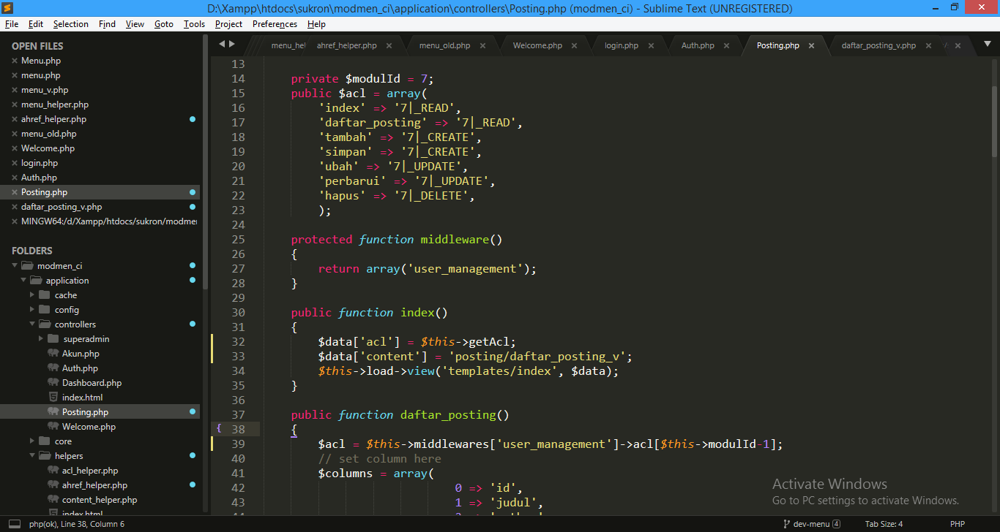 D:\Xampp\htdocs\sukron\modmen_ci\application\controllers\Posting.php (modmen_ci) - Sublime Text (UNREGISTERED)
File Edit Selection Find View Goto Tools Project Preferences Help
OPEN FILES
Menu.php
menu.php
menu_v.php
menu_helper.php
ahref_helper.php
menu_old.php
Welcome.php
login.php
Auth.php
Posting.php
daftar_posting_v.php
MINGW64:/d/Xampp/htdocs/sukron/modmen
FOLDERS
modmen_ci
application
cache
config
controllers
superadmin
Akun.php
Auth.php
Dashboard.php
index.html
Posting.php
Welcome.php
core
helpers
acl_helper.php
ahref_helper.php
content_helper.php
index.html
menu_hel ahref_helper.php menu_old.php Welcome.php login.php Auth.php Posting.php daftar_posting_v.php
13
14 private $modulId = 7;
15 public $acl = array(
16 'index' => '7|_READ',
17 'daftar_posting' => '7|_READ',
18 'tambah' => '7|_CREATE',
19 'simpan' => '7|_CREATE',
20 'ubah' => '7|_UPDATE',
21 'perbarui' => '7|_UPDATE',
22 'hapus' => '7|_DELETE',
23 );
24
25 protected function middleware()
26 {
27 return array('user_management');
28 }
29
30 public function index()
31 {
32 $data['acl'] = $this->getAcl;
33 $data['content'] = 'posting/daftar_posting_v';
34 $this->load->view('templates/index', $data);
35 }
36
37 public function daftar_posting()
{ 38 {
39 $acl = $this->middlewares['user_management']->acl[$this->modulId-1];
40 // set column here
41 $columns = array(
42 0 => 'id',
43 1 => 'judul',
Activate Windows
Go to PC settings to activate Windows.
php(ok), Line 38, Column 6 dev-menu 4 Tab Size: 4 PHP